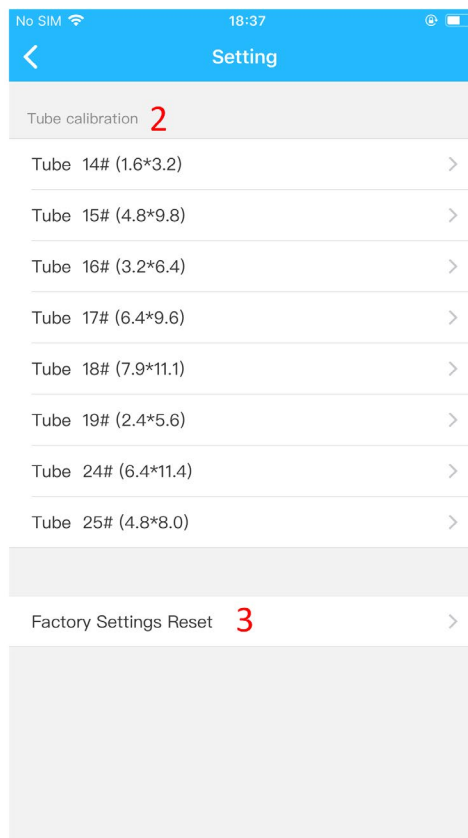 No SIM 18:37
Setting
Tube calibration 2
Tube 14# (1.6*3.2)
Tube 15# (4.8*9.8)
Tube 16# (3.2*6.4)
Tube 17# (6.4*9.6)
Tube 18# (7.9*11.1)
Tube 19# (2.4*5.6)
Tube 24# (6.4*11.4)
Tube 25# (4.8*8.0)
Factory Settings Reset 3